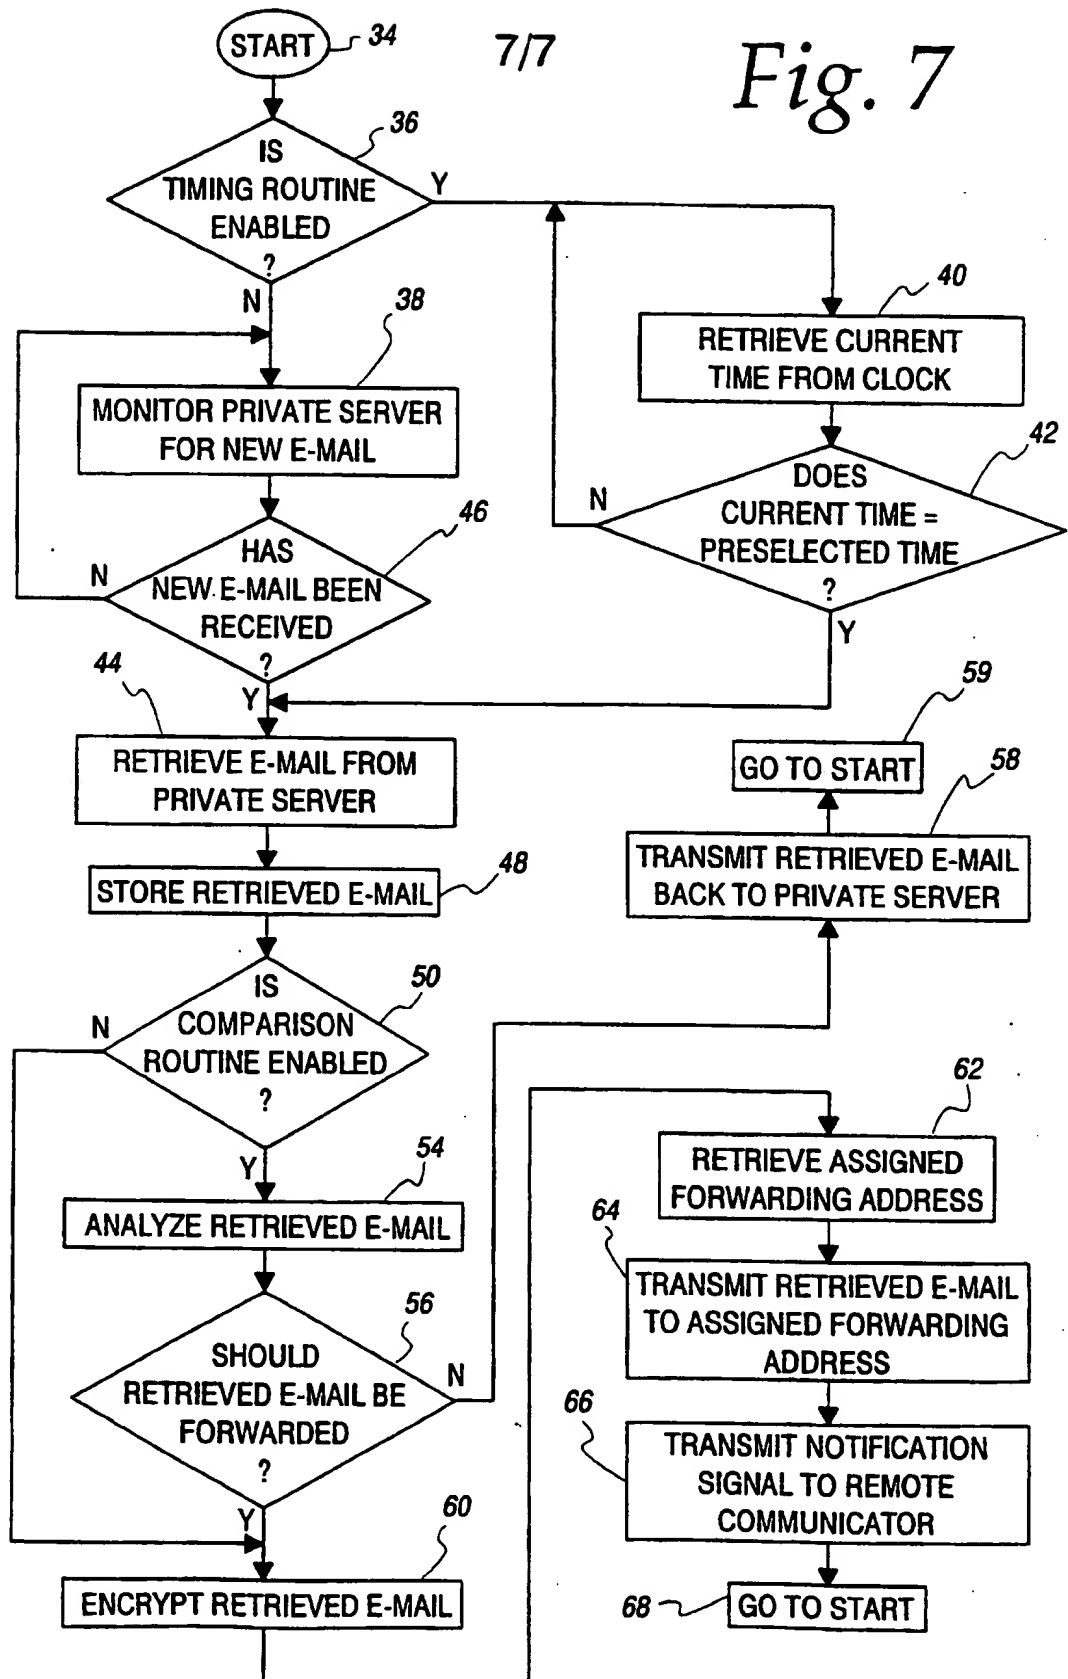 7/7
Fig. 7
START
34
36
IS
TIMING ROUTINE
ENABLED
?
Y
N
38
MONITOR PRIVATE SERVER
FOR NEW E-MAIL
46
HAS
NEW E-MAIL BEEN
RECEIVED
?
N
Y
40
RETRIEVE CURRENT
TIME FROM CLOCK
42
DOES
CURRENT TIME =
PRESELECTED TIME
?
N
Y
44
RETRIEVE E-MAIL FROM
PRIVATE SERVER
STORE RETRIEVED E-MAIL
48
50
IS
COMPARISON
ROUTINE ENABLED
?
N
Y
54
ANALYZE RETRIEVED E-MAIL
56
SHOULD
RETRIEVED E-MAIL BE
FORWARDED
?
N
Y
60
ENCRYPT RETRIEVED E-MAIL
59
GO TO START
58
TRANSMIT RETRIEVED E-MAIL
BACK TO PRIVATE SERVER
62
RETRIEVE ASSIGNED
FORWARDING ADDRESS
64
TRANSMIT RETRIEVED E-MAIL
TO ASSIGNED FORWARDING
ADDRESS
66
TRANSMIT NOTIFICATION
SIGNAL TO REMOTE
COMMUNICATOR
68
GO TO START